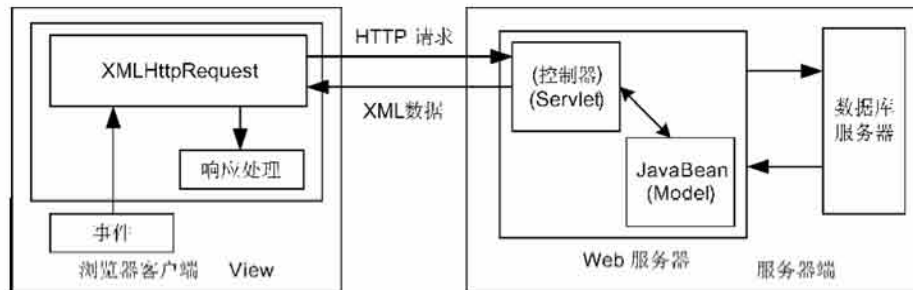 XMLHttpRequest
响应处理
事件
浏览器客户端 View
HTTP 请求
XML数据
(控制器)
(Servlet)
JavaBean
(Model)
Web 服务器
数据库
服务器
服务器端